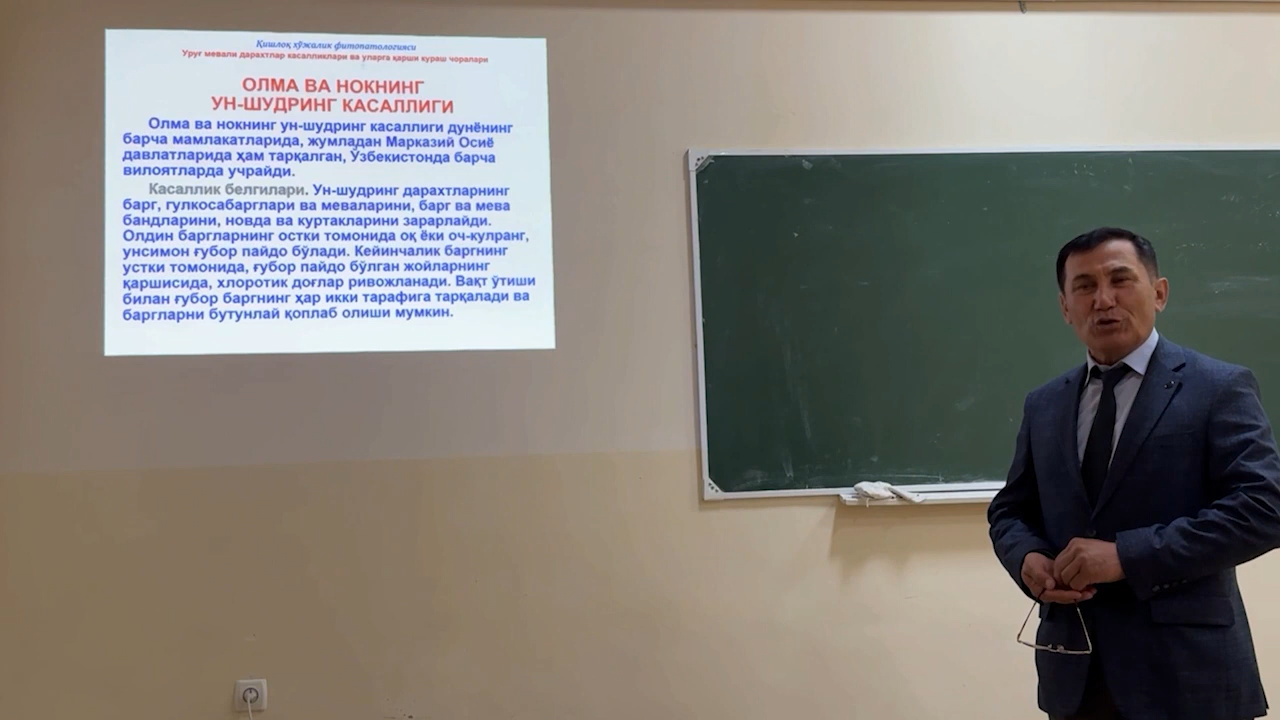 Қишлоқ хўжалик фитопатологияси
Уруғ мевали дарахтлар касалликлари ва уларга қарши кураш чоралари
ОЛМА ВА НОКНИНГ
УН-ШУДРИНГ КАСАЛЛИГИ
Олма ва нокнинг ун-шудринг касаллиги дунёнинг
барча мамлакатларида, жумладан Марказий Осиё
давлатларида ҳам тарқалган, Ўзбекистонда барча
вилоятларда учрайди.
Касаллик белгилари. Ун-шудринг дарахтларнинг
барг, гулкосабарглари ва меваларини, барг ва мева
бандларини, новда ва куртакларини зарарлайди.
Олдин баргларнинг остки томонида оқ ёки оч-кулранг,
унсимон ғубор пайдо бўлади. Кейинчалик баргнинг
устки томонида, ғубор пайдо бўлган жойларнинг
қаршисида, хлоротик доғлар ривожланади. Вақт ўтиши
билан ғубор баргнинг ҳар икки тарафига тарқалади ва
баргларни бутунлай қоплаб олиши мумкин.